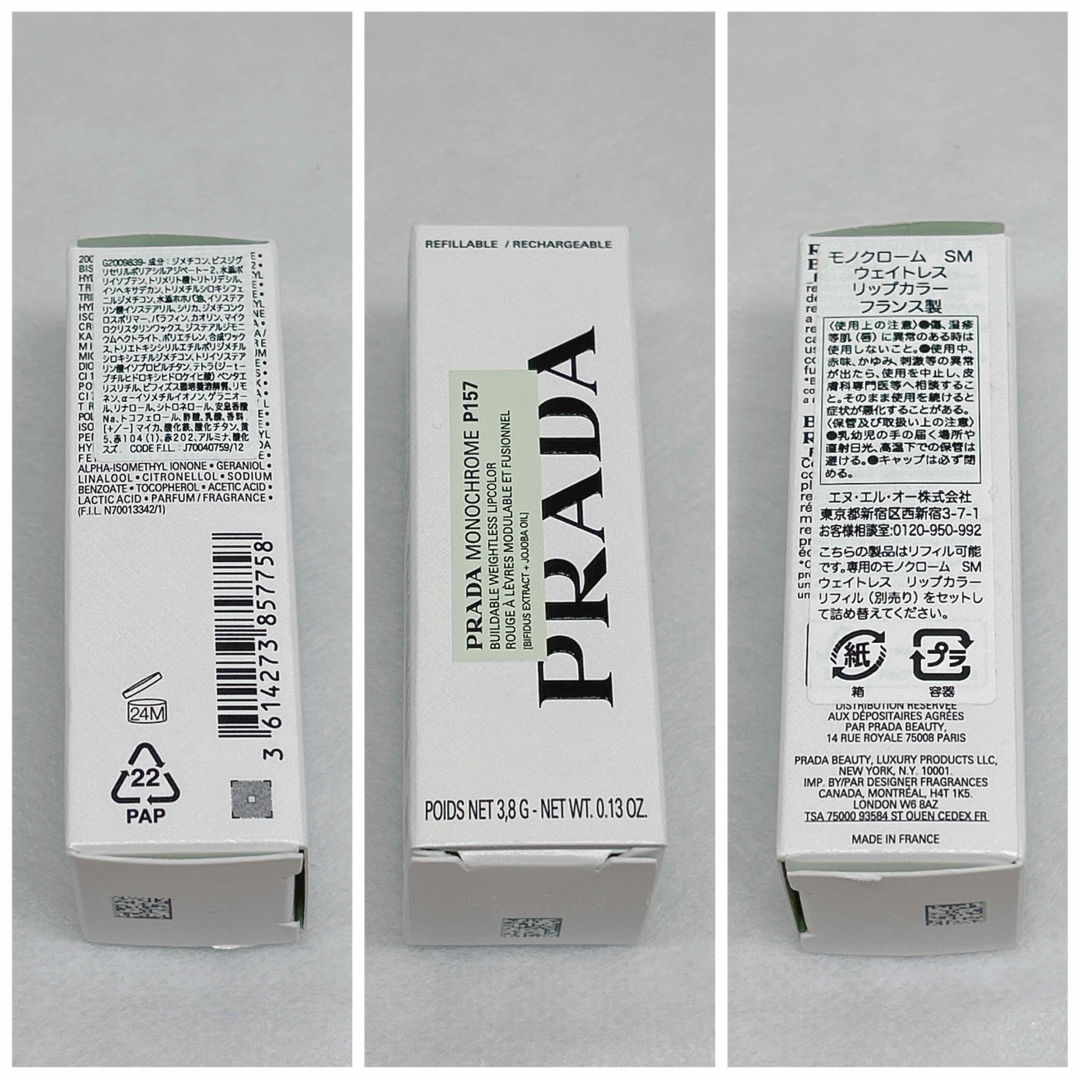 G2009839- 成分:ジメチコン、ビスジグ
リセリルポリアシルアジペート-2、水添ポ
リイソブテン、トリメリト酸トリトリデシル、
イソヘキサデカン、トリメチルシロキシフェ
ニルジメチコン、水添ホホバ油、イソステア
リン酸イソステアリル、シリカ、ジメチコンク
ロスポリマー、パラフィン、カオリン、マイク
ロクリスタリンワックス、ジステアルジモニ
ウムヘクトライト、ポリエチレン、合成ワック
ス、トリエトキシシリルエチルポリジメチル
シロキシエチルジメチコン、トリイソステア
リン酸イソプロピルチタン、テトラ(ジ-t-
ブチルヒドロキシヒドロケイヒ酸)ペンタエ
リスリチル、ビフィズス菌培養溶解質、リモ
ネン、α-イソメチルイオノン、ゲラニオー
ル、リナロール、シトロネロール、安息香酸
Na、トコフェロール、酢酸、乳酸、香料、
[+/-]マイカ、酸化鉄、酸化チタン、黄
5、赤104(1)、赤202、アルミナ、酸化
スズ CODE F.I.L. : J70040759/12
ALPHA-ISOMETHYL IONONE • GERANIOL •
LINALOOL • CITRONELLOL • SODIUM
BENZOATE • TOCOPHEROL • ACETIC ACID •
LACTIC ACID • PARFUM / FRAGRANCE •
(F.I.L. N70013342/1)
3 614273 857758
24M
22
PAP
REFILLABLE / RECHARGEABLE
PRADA
PRADA MONOCHROME P157
BUILDABLE WEIGHTLESS LIPCOLOR
ROUGE À LÈVRES MODULABLE ET FUSIONNEL
[BIFIDUS EXTRACT + JOJOBA OIL]
POIDS NET 3,8 G - NET WT. 0.13 OZ.
モノクローム SM
ウェイトレス
リップカラー
フランス製
〈使用上の注意〉●傷、湿疹
等肌(唇)に異常のある時は
使用しないこと。●使用中、
赤味、かゆみ、刺激等の異常
が出たら、使用を中止し、皮
膚科専門医等へ相談するこ
と。そのまま使用を続けると
症状が悪化することがある。
〈保管及び取扱い上の注意〉
●乳幼児の手の届く場所や
直射日光、高温下での保管は
避ける。●キャップは必ず閉
める。
エヌ・エル・オー株式会社
東京都新宿区西新宿3-7-1
お客様相談室:0120-950-992
こちらの製品はリフィル可能
です。専用のモノクローム SM
ウェイトレス リップカラー
リフィル(別売り)をセットし
て詰め替えてください。
紙 プラ
箱 容器
DISTRIBUTION RÉSERVÉE
AUX DÉPOSITAIRES AGRÉES
PAR PRADA BEAUTY,
14 RUE ROYALE 75008 PARIS
PRADA BEAUTY, LUXURY PRODUCTS LLC,
NEW YORK, N.Y. 10001.
IMP. BY/PAR DESIGNER FRAGRANCES
CANADA, MONTRÉAL, H4T 1K5.
LONDON W6 8AZ
TSA 75000 93584 ST OUEN CEDEX FR
MADE IN FRANCE